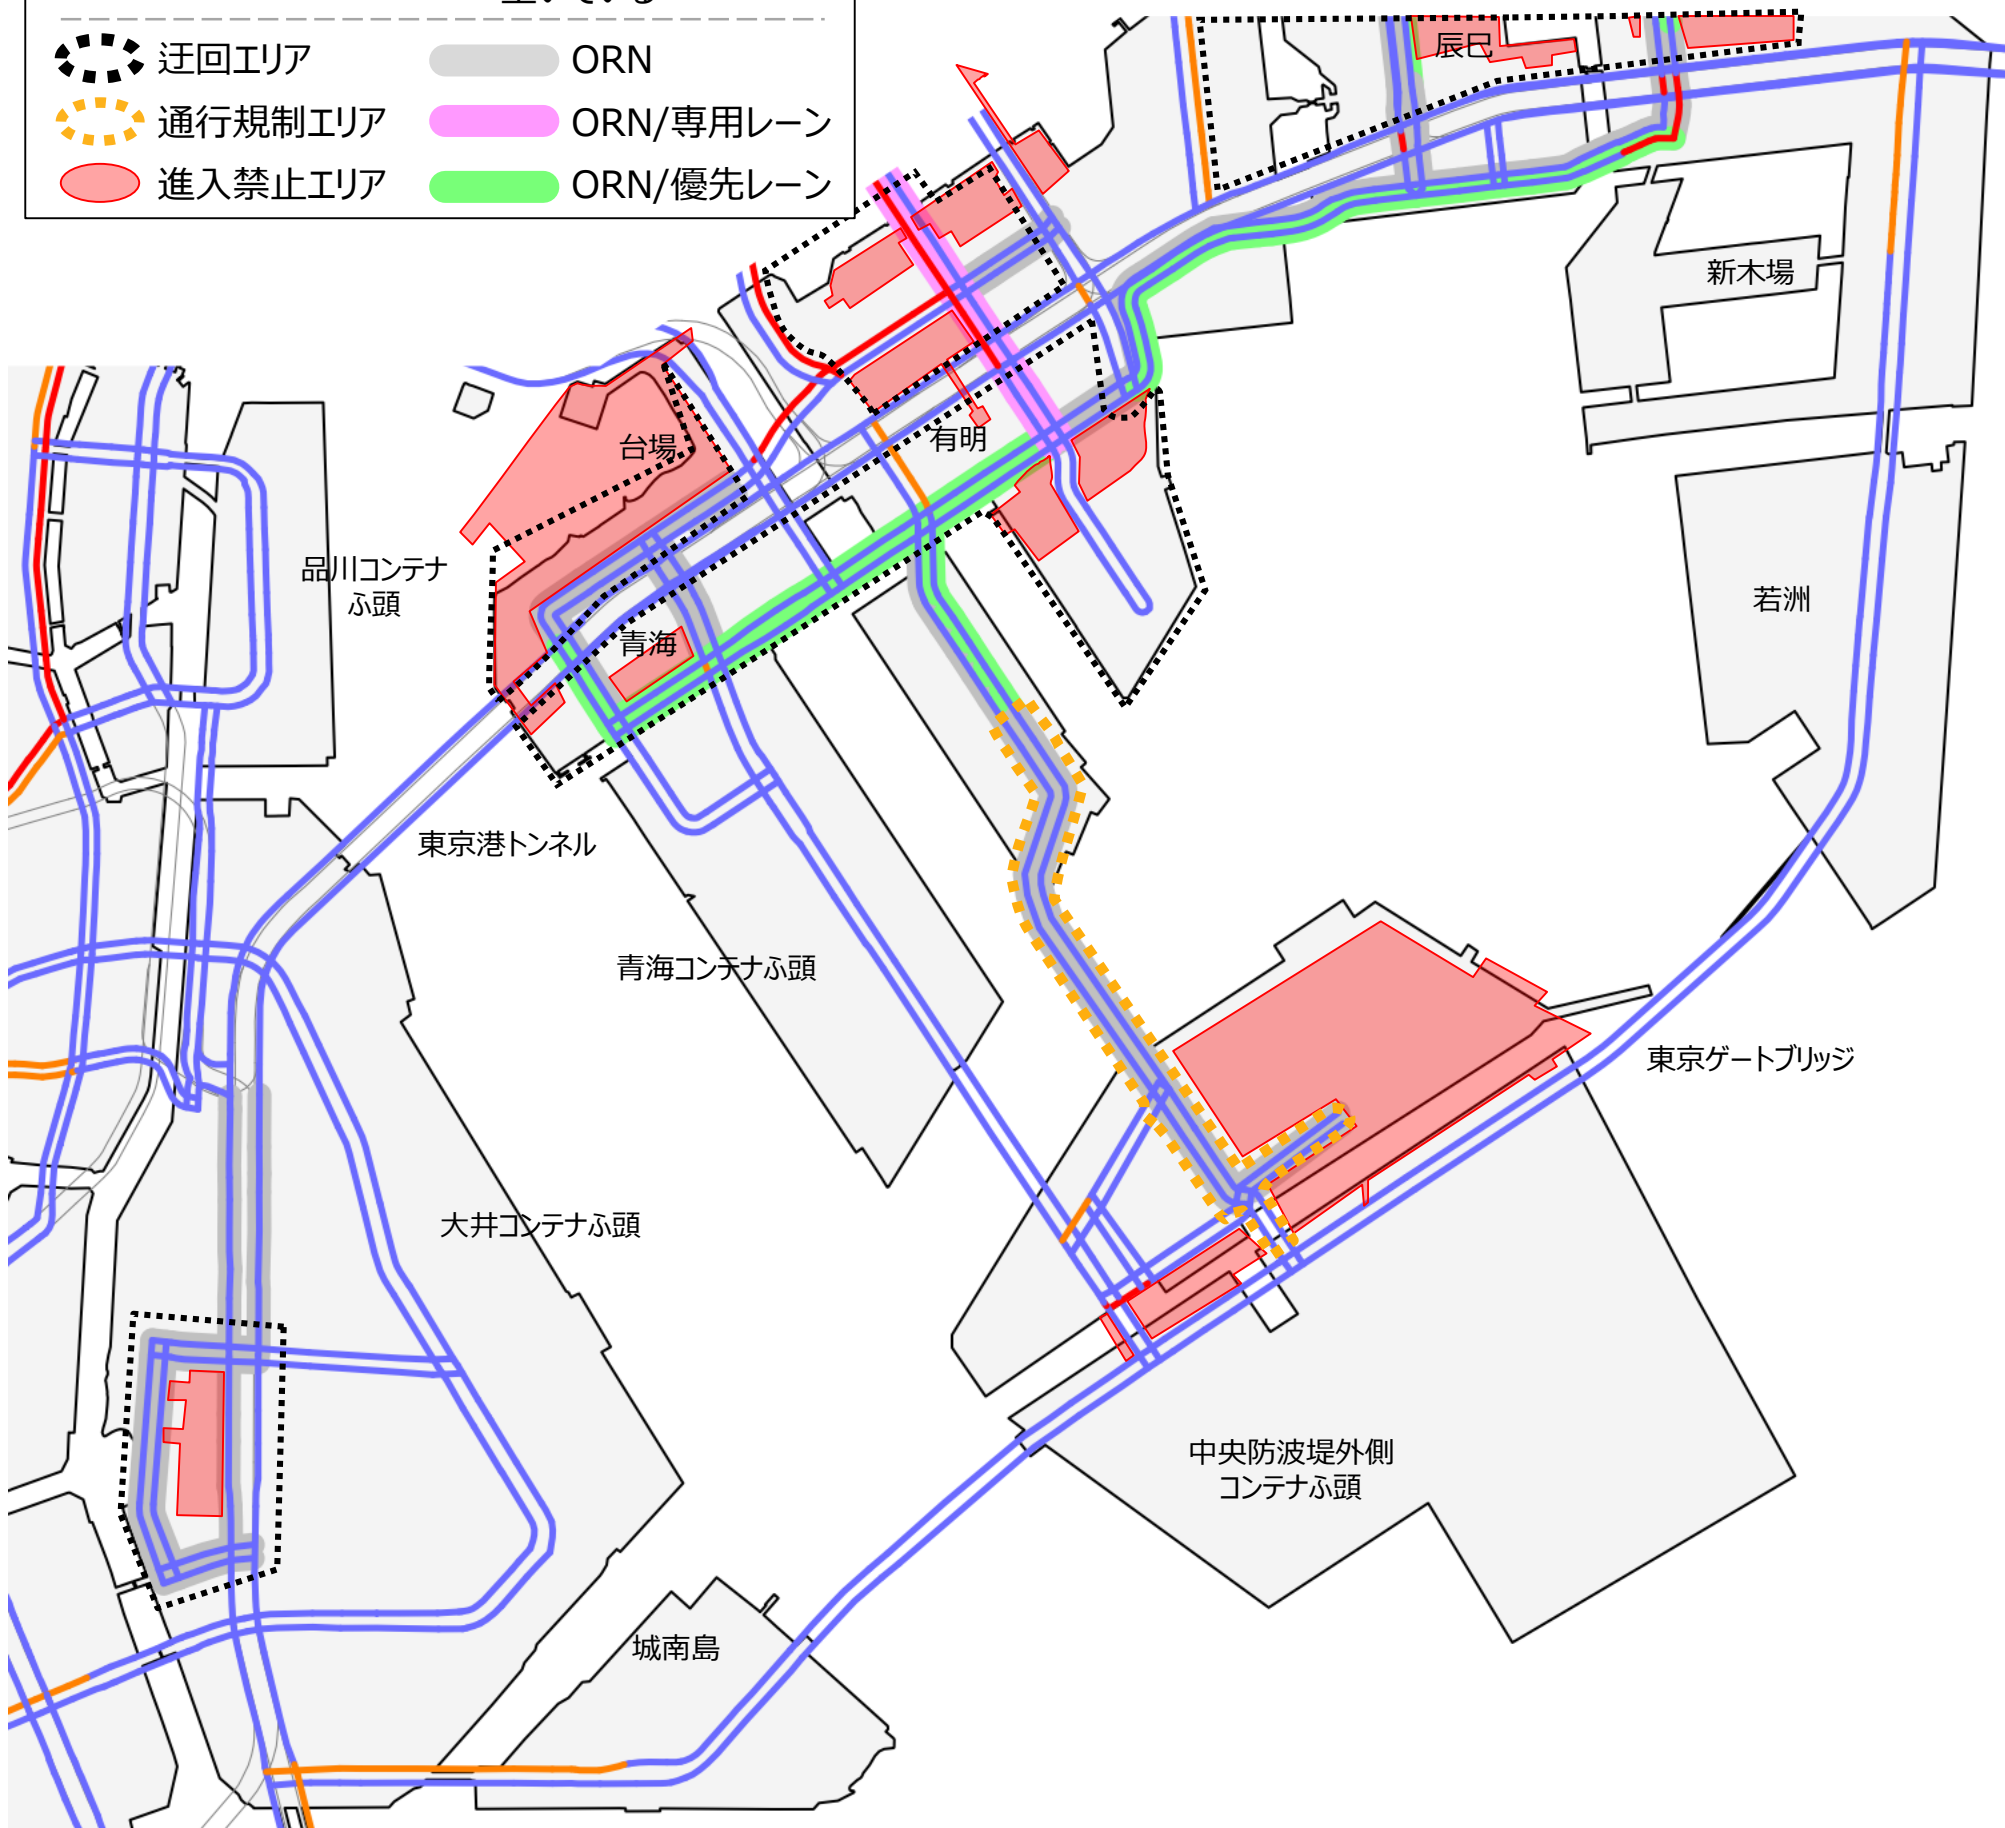 空いている
迂回エリア
ORN
通行規制エリア
ORN/専用レーン
進入禁止エリア
ORN/優先レーン
辰巳
新木場
台場
有明
品川コンテナ
ふ頭
青海
若洲
東京港トンネル
青海コンテナふ頭
東京ゲートブリッジ
大井コンテナふ頭
中央防波堤外側
コンテナふ頭
城南島